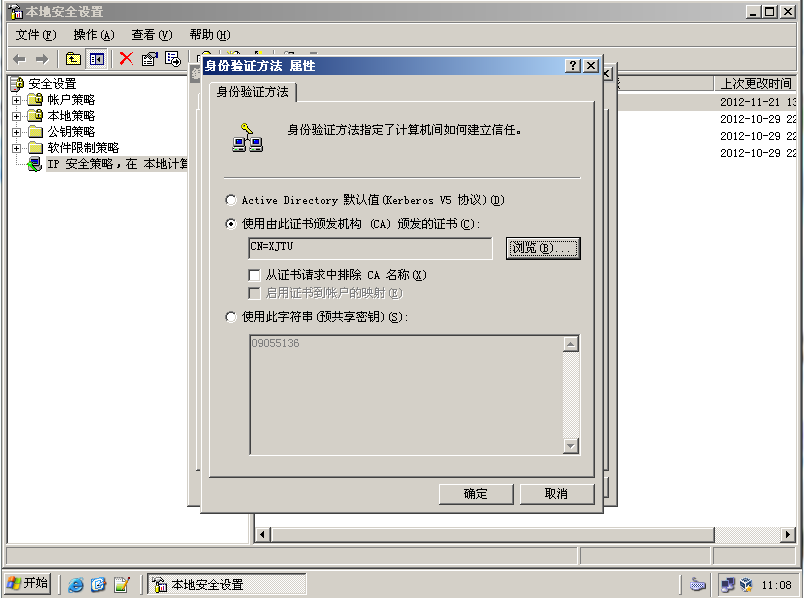 本地安全设置
文件(F) 操作(A) 查看(V) 帮助(H)
安全设置
帐户策略
本地策略
公钥策略
软件限制策略
IP 安全策略，在 本地计算
上次更改时间
2012-11-21 13
2012-10-29 22
2012-10-29 22
2012-10-29 22
身份验证方法 属性
身份验证方法
身份验证方法指定了计算机间如何建立信任。
Active Directory 默认值(Kerberos V5 协议)(D)
使用由此证书颁发机构 (CA) 颁发的证书(C):
CN=XJTU
浏览(B)...
从证书请求中排除 CA 名称(X)
启用证书到帐户的映射(E)
使用此字符串(预共享密钥)(S):
09055136
确定 取消
开始 本地安全设置 11:08